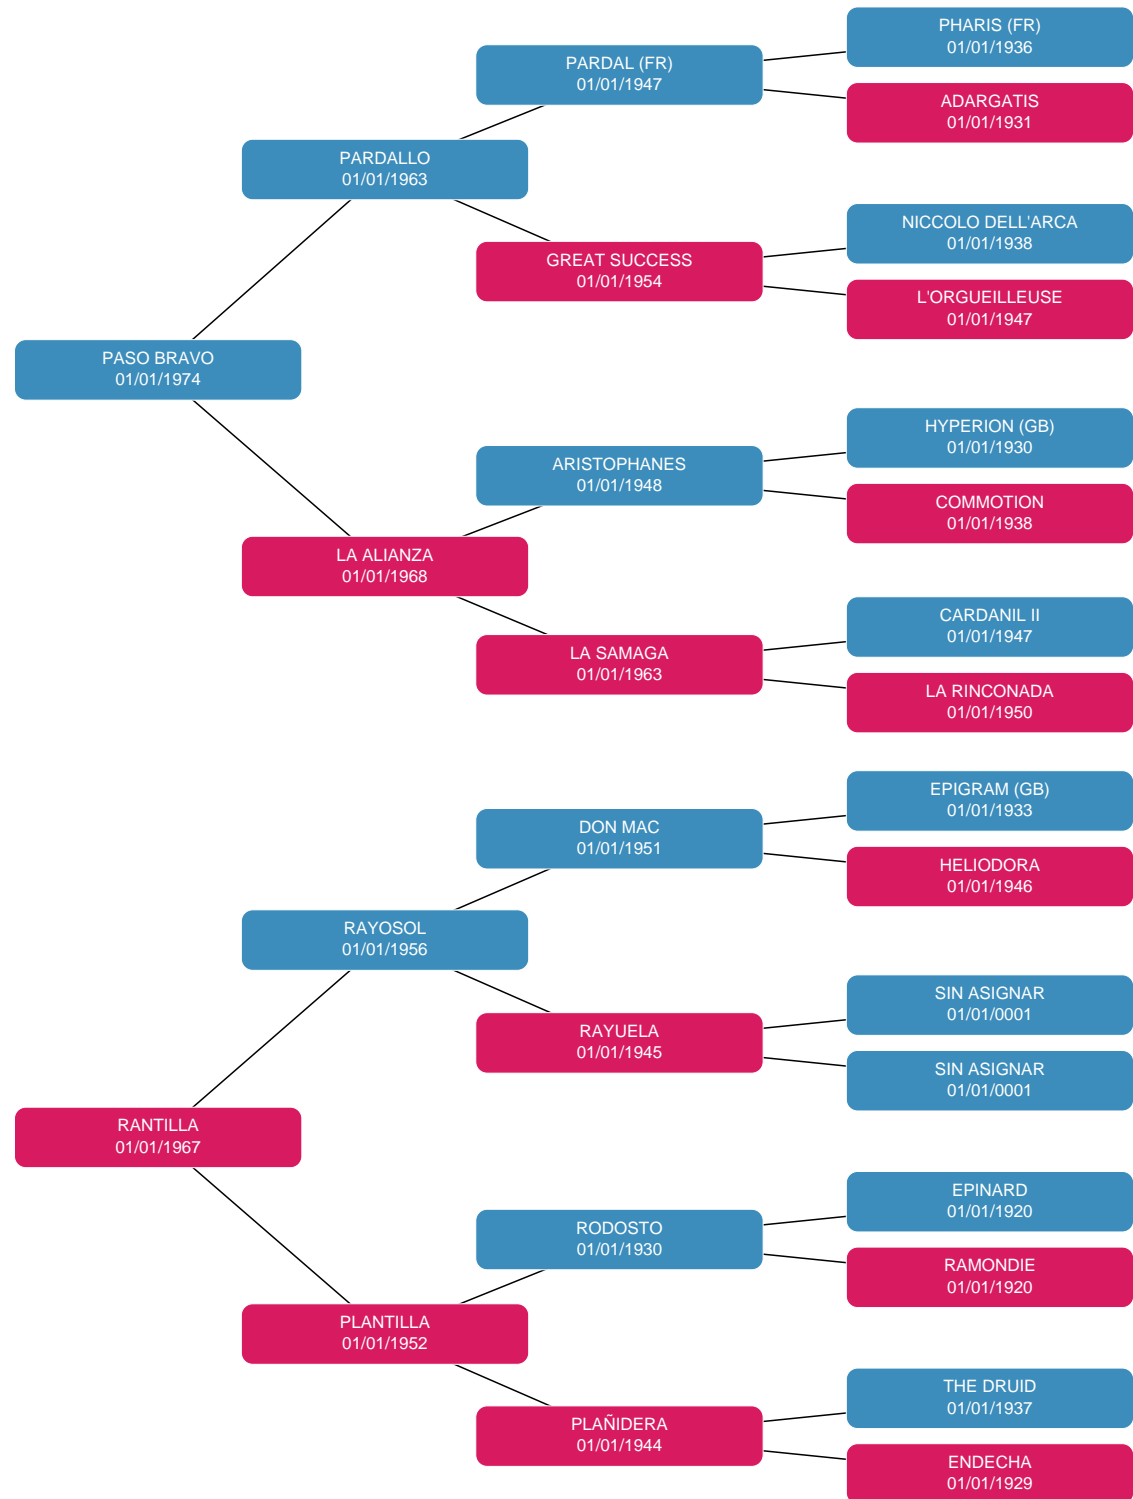 PHARIS (FR)
01/01/1936
PARDAL (FR)
01/01/1947
ADARGATIS
01/01/1931
PARDALLO
01/01/1963
NICCOLO DELL'ARCA
01/01/1938
GREAT SUCCESS
01/01/1954
L'ORGUEILLEUSE
01/01/1947
PASO BRAVO
01/01/1974
HYPERION (GB)
01/01/1930
ARISTOPHANES
01/01/1948
COMMOTION
01/01/1938
LA ALIANZA
01/01/1968
CARDANIL II
01/01/1947
LA SAMAGA
01/01/1963
LA RINCONADA
01/01/1950
EPIGRAM (GB)
01/01/1933
DON MAC
01/01/1951
HELIODORA
01/01/1946
RAYOSOL
01/01/1956
SIN ASIGNAR
01/01/0001
RAYUELA
01/01/1945
SIN ASIGNAR
01/01/0001
RANTILLA
01/01/1967
EPINARD
01/01/1920
RODOSTO
01/01/1930
RAMONDIE
01/01/1920
PLANTILLA
01/01/1952
THE DRUID
01/01/1937
PLAÑIDERA
01/01/1944
ENDECHA
01/01/1929